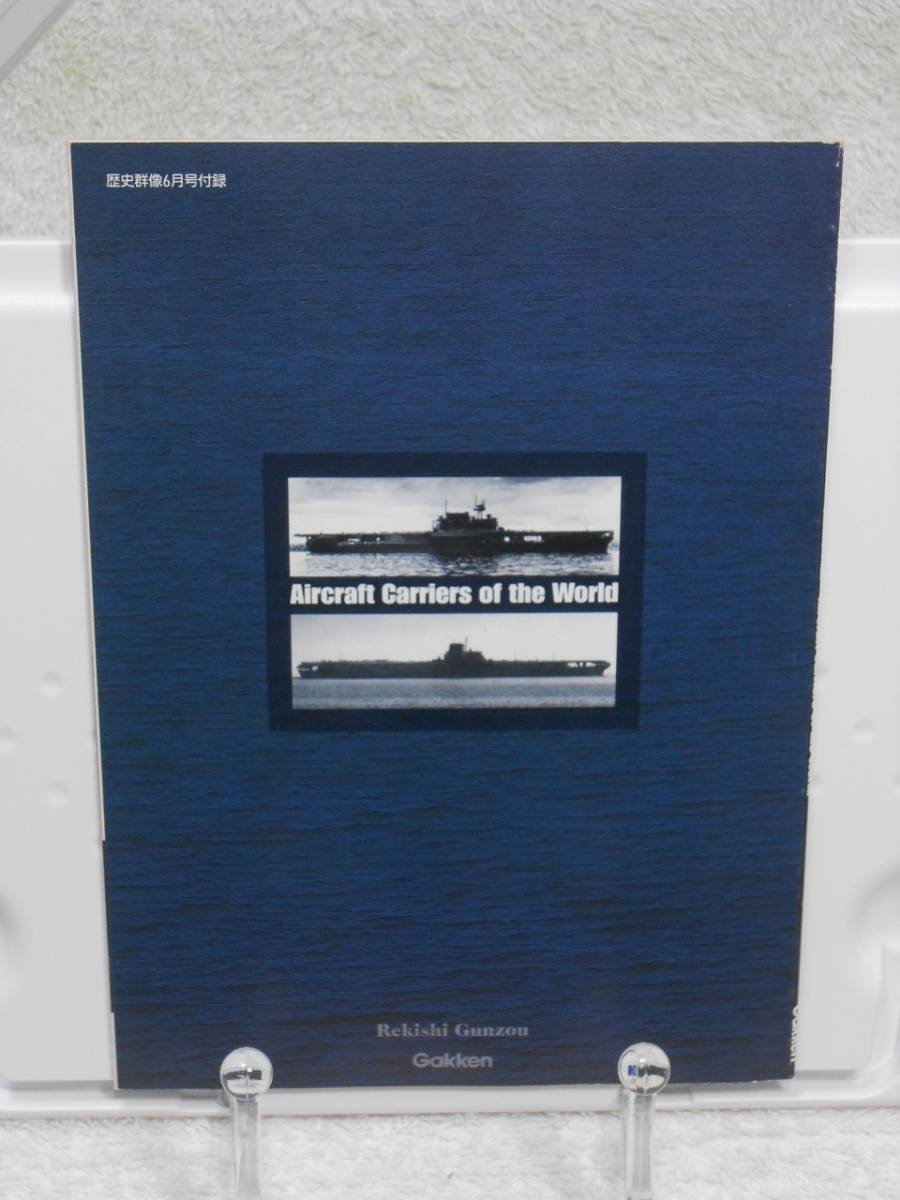 歴史群像6月号付録
Aircraft Carriers of the World
Rekishi Gunzou
Gakken